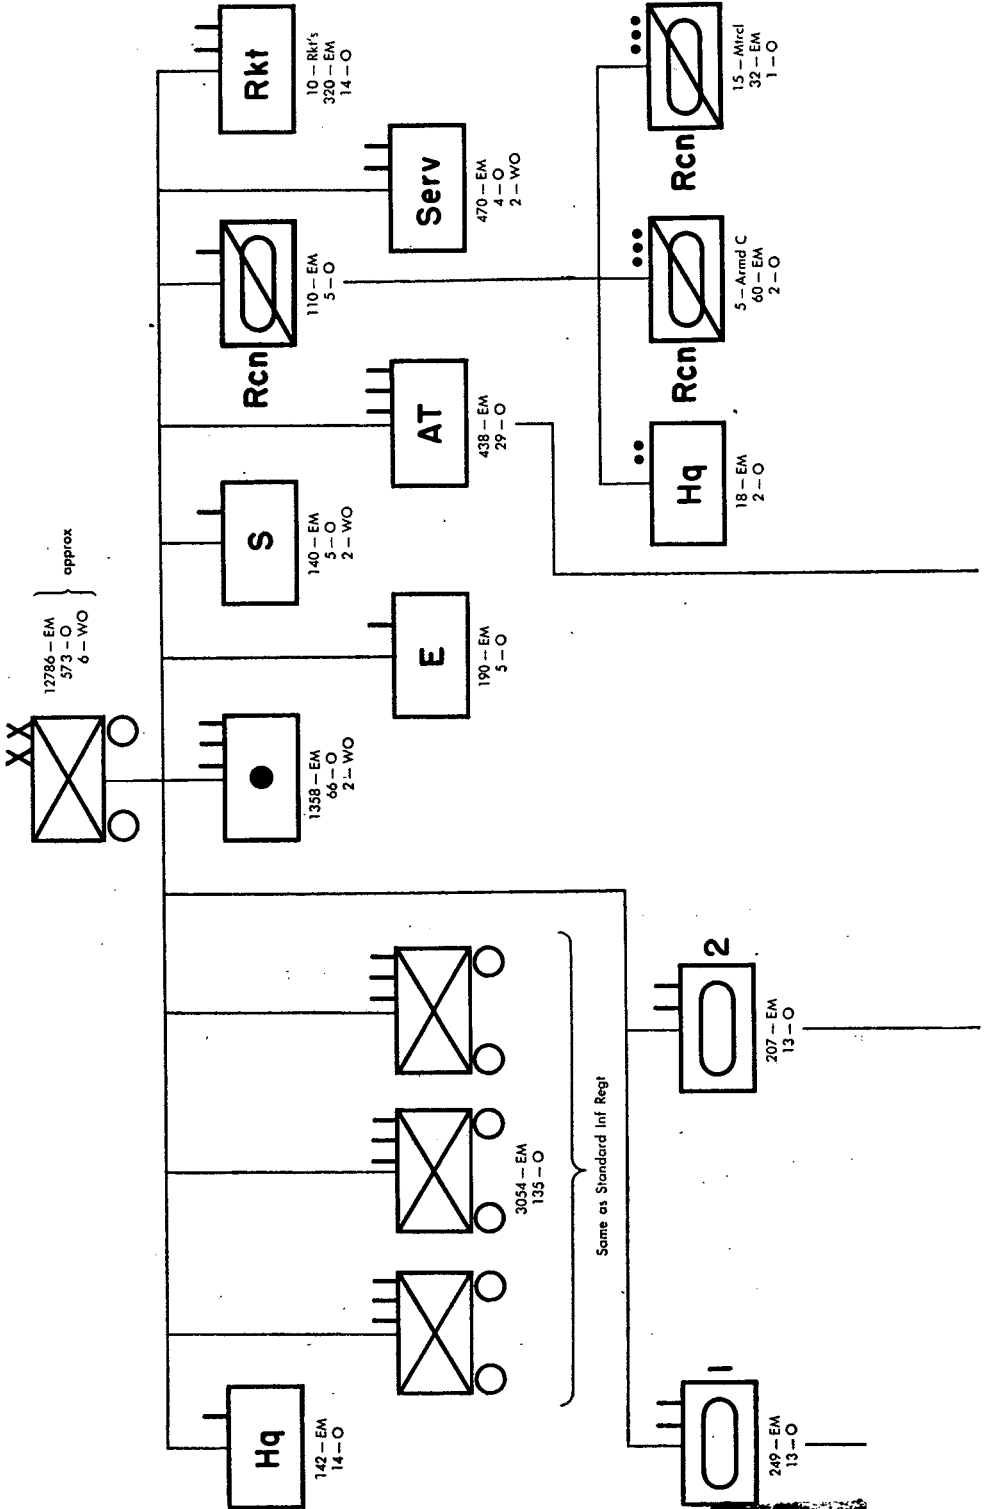 12786 — EM
573 — O
6 — WO
approx
Hq
142 — EM
14 — O
3054 — EM
135 — O
Same as Standard Inf Regt
1
249 — EM
13 — O
2
207 — EM
13 — O
1358 — EM
66 — O
2 — WO
E
190 — EM
5 — O
S
140 — EM
5 — O
2 — WO
AT
438 — EM
29 — O
Rcn
110 — EM
5 — O
Serv
470 — EM
4 — O
2 — WO
Rkt
10 — Rkt's
320 — EM
14 — O
Hq
18 — EM
2 — O
Rcn
5 — Armd C
60 — EM
2 — O
Rcn
15 — Mtrcl
32 — EM
1 — O